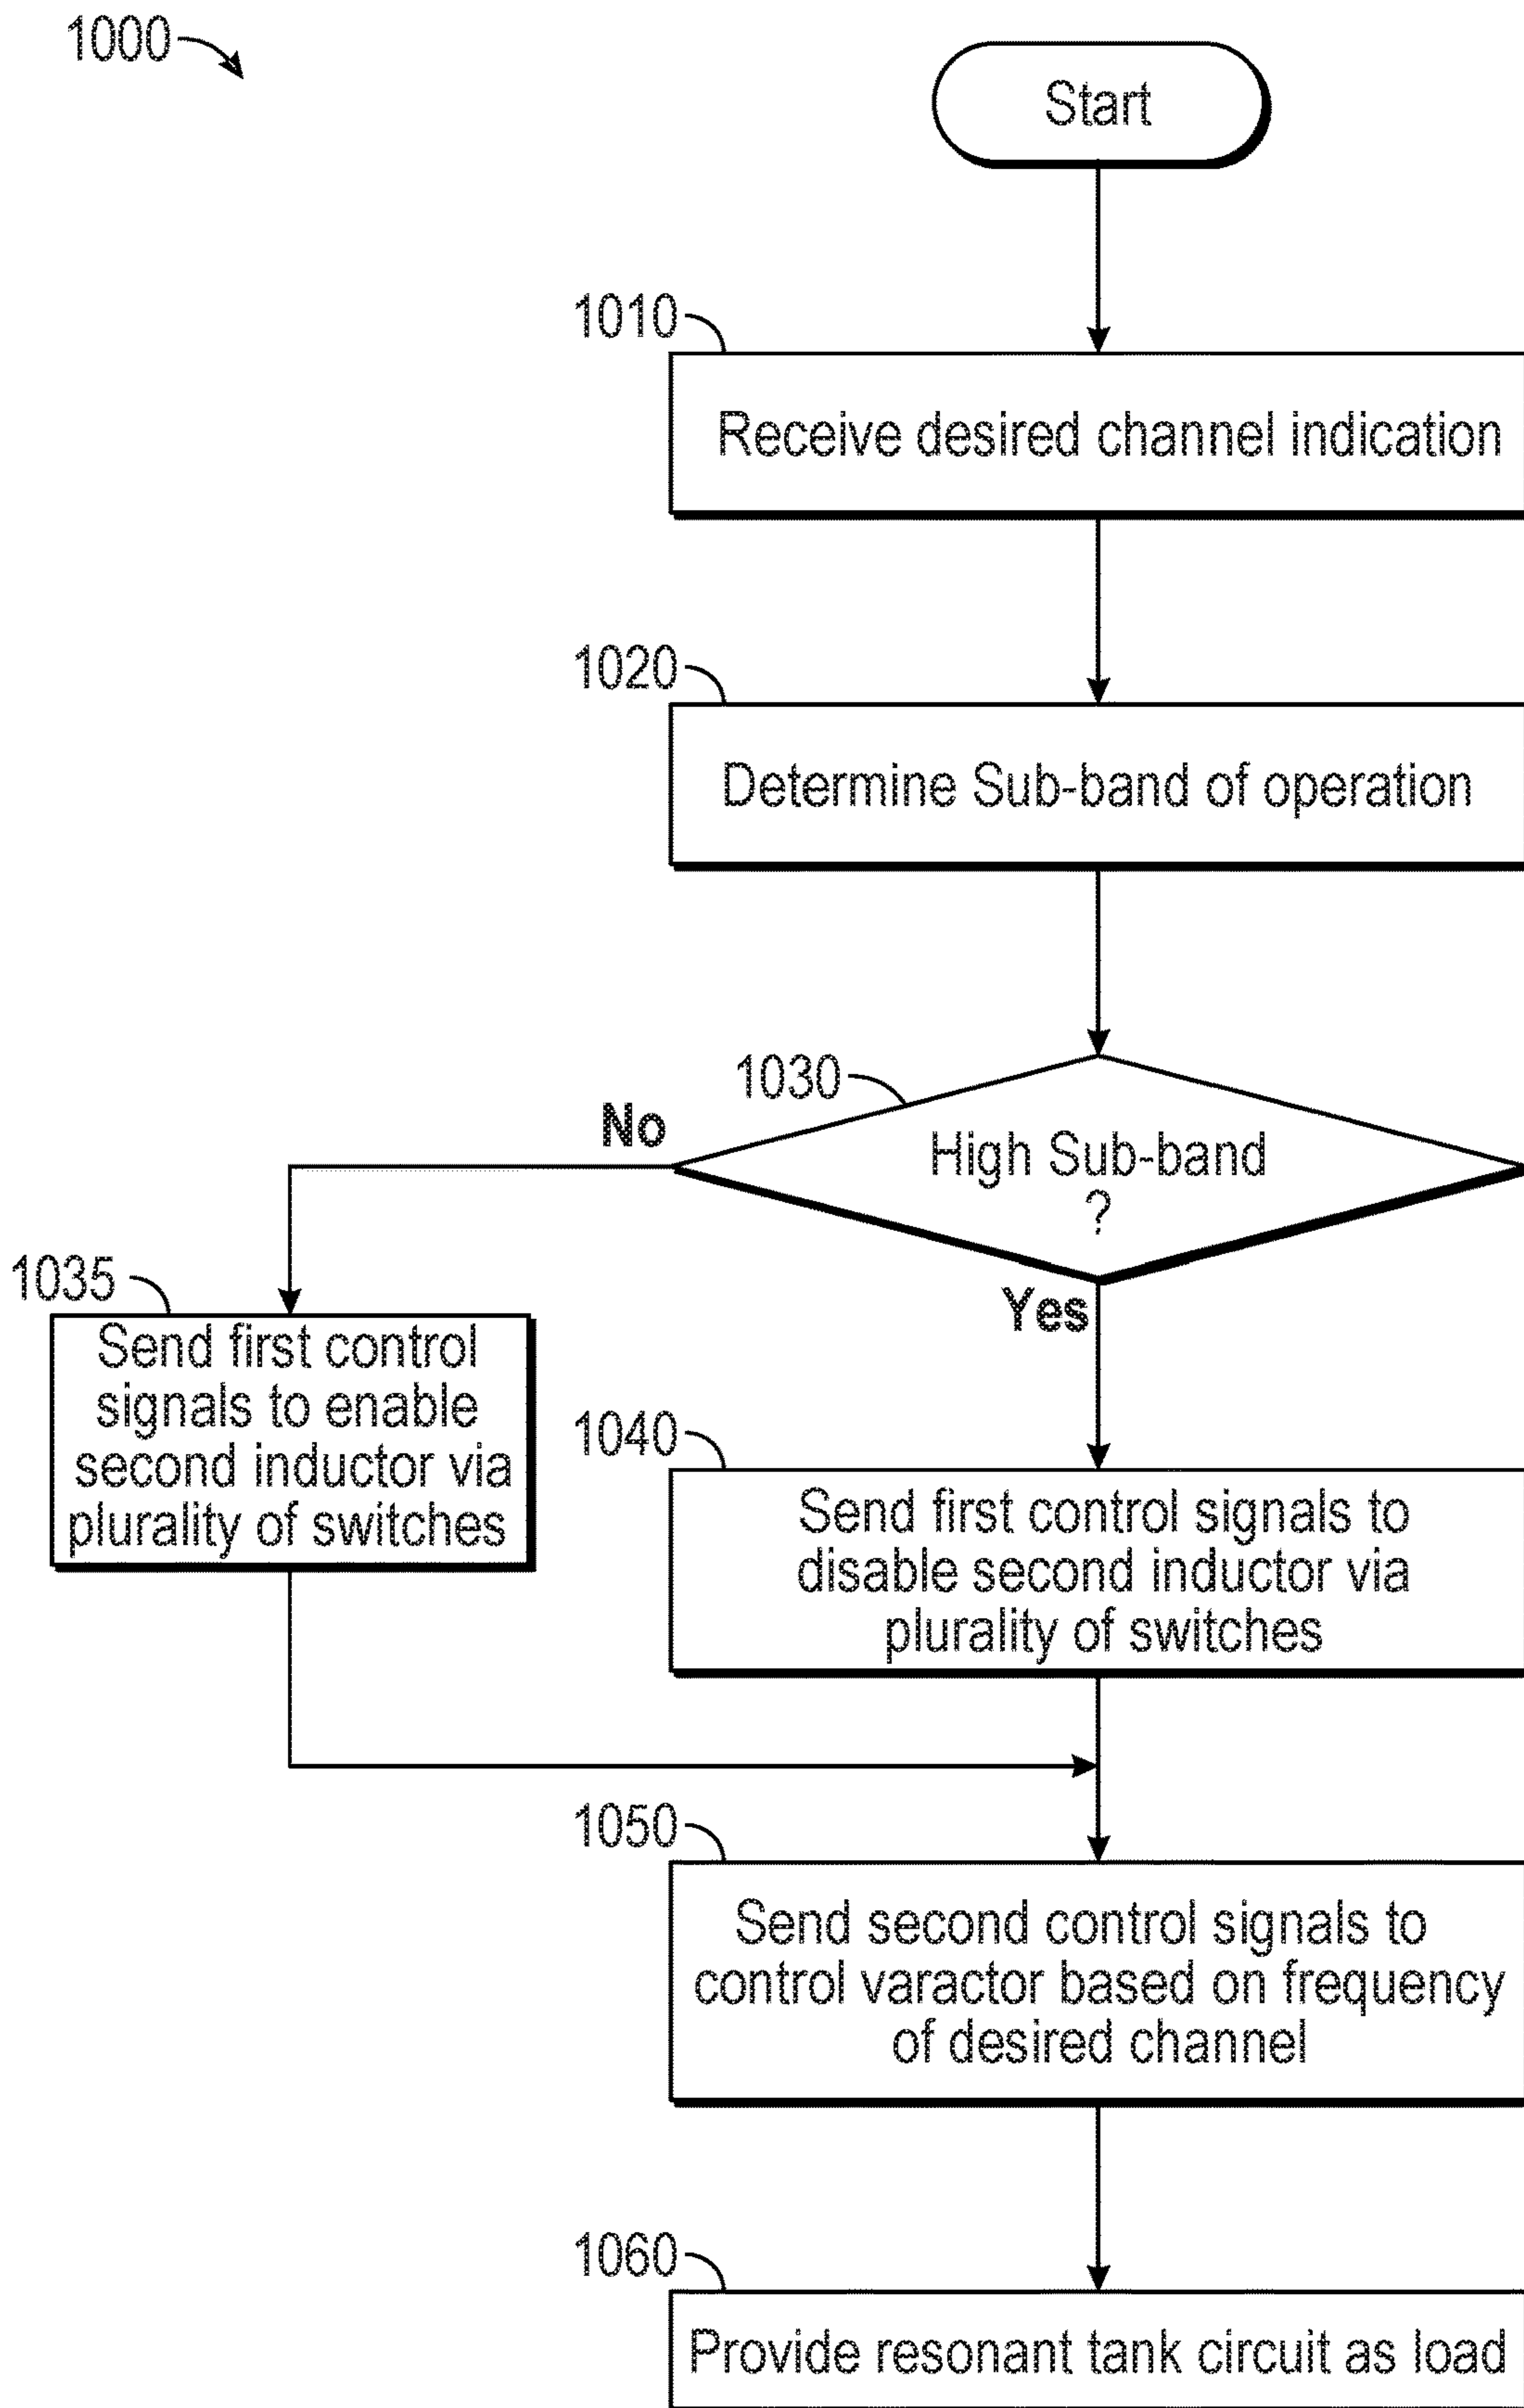 1000
Start
1010
Receive desired channel indication
1020
Determine Sub-band of operation
1030
No
High Sub-band
?
Yes
1035
Send first control
signals to enable
second inductor via
plurality of switches
1040
Send first control signals to
disable second inductor via
plurality of switches
1050
Send second control signals to
control varactor based on frequency
of desired channel
1060
Provide resonant tank circuit as load